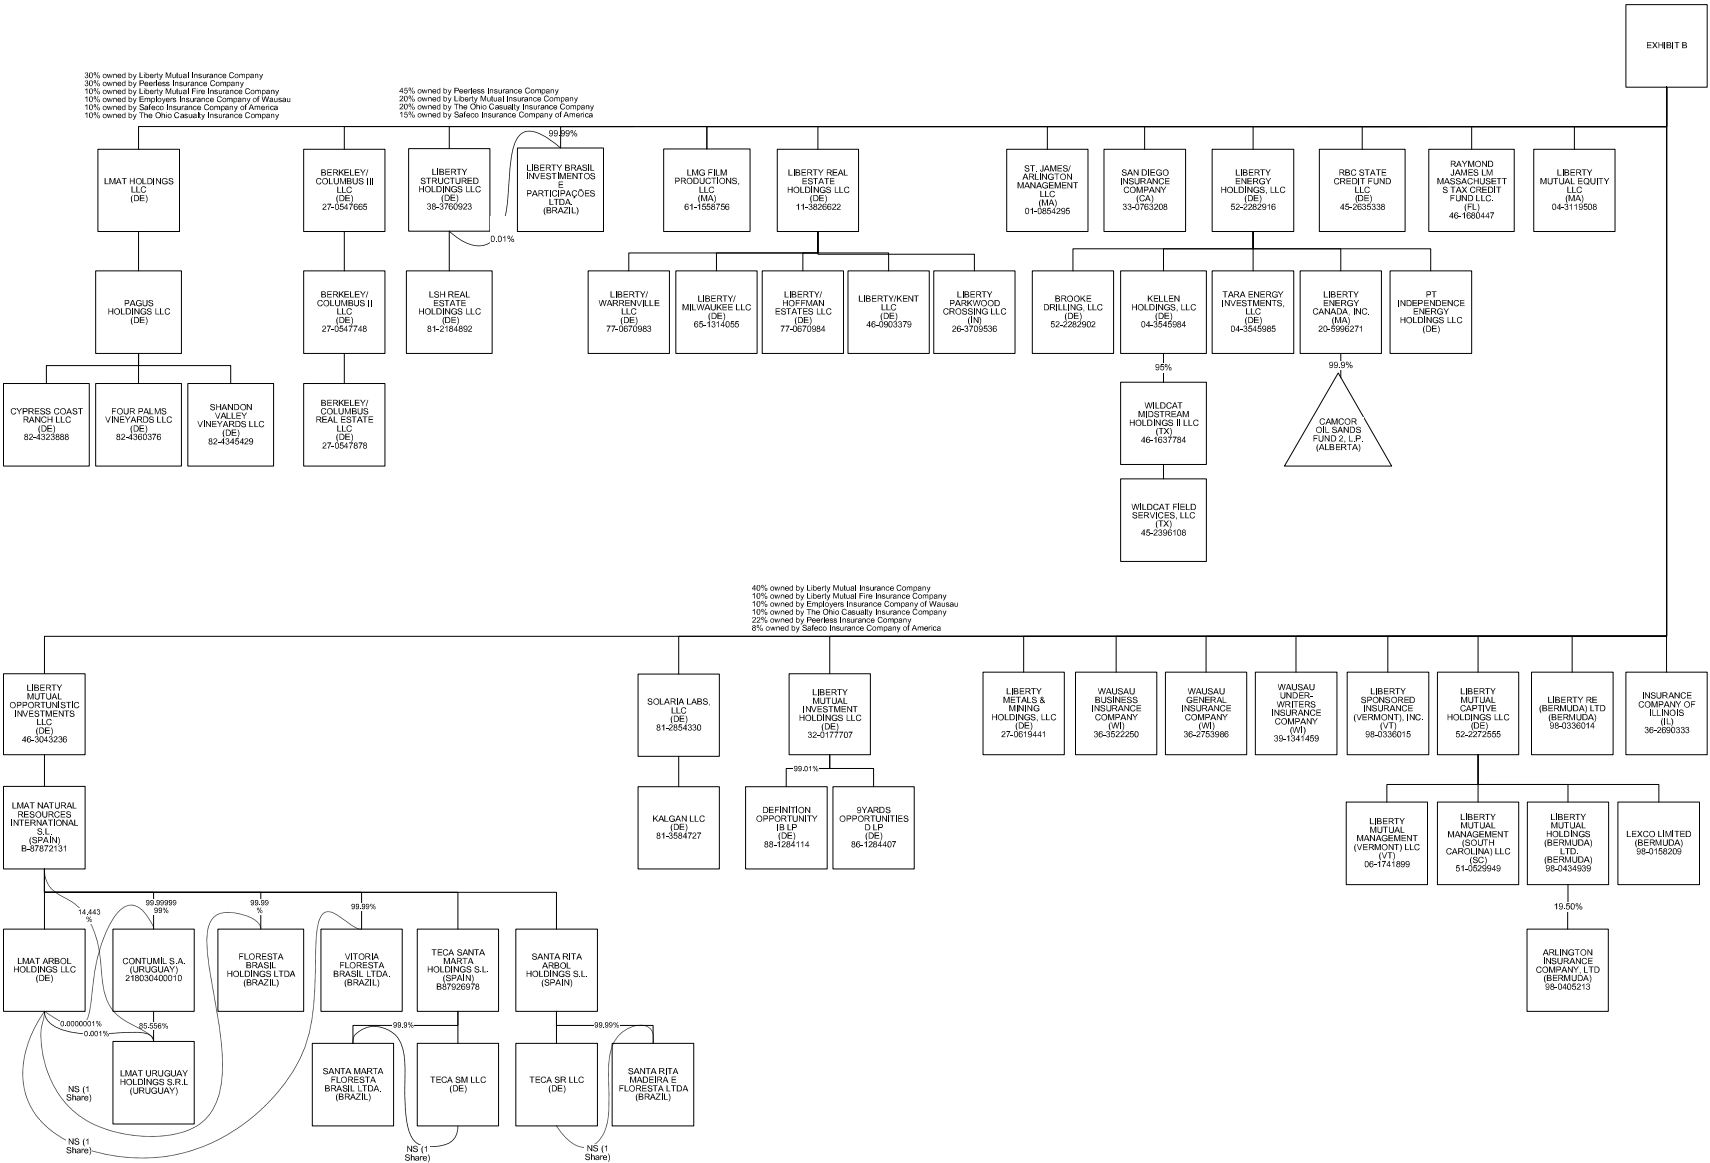 EXHIBIT B
30% owned by Liberty Mutual Insurance Company
30% owned by Peerless Insurance Company
10% owned by Liberty Mutual Fire Insurance Company
10% owned by Employers Insurance Company of Wausau
10% owned by Safeco Insurance Company of America
10% owned by The Ohio Casualty Insurance Company
45% owned by Peerless Insurance Company
20% owned by Liberty Mutual Insurance Company
20% owned by The Ohio Casualty Insurance Company
15% owned by Safeco Insurance Company of America
99.99%
LMAT HOLDINGS
LLC
(DE)
BERKELEY/
COLUMBUS III
LLC
(DE)
27-0547665
LIBERTY
STRUCTURED
HOLDINGS LLC
(DE)
38-3760923
LIBERTY BRASIL
INVESTIMENTOS
E
PARTICIPAÇÕES
LTDA.
(BRAZIL)
LMG FILM
PRODUCTIONS,
LLC
(MA)
61-1558756
LIBERTY REAL
ESTATE
HOLDINGS LLC
(DE)
11-3826622
ST. JAMES/
ARLINGTON
MANAGEMENT
LLC
(MA)
01-0854295
SAN DIEGO
INSURANCE
COMPANY
(CA)
33-0763208
LIBERTY
ENERGY
HOLDINGS, LLC
(DE)
52-2282916
RBC STATE
CREDIT FUND
LLC
(DE)
45-2635338
RAYMOND
JAMES LM
MASSACHUSETT
S TAX CREDIT
FUND LLC.
(FL)
46-1680447
LIBERTY
MUTUAL EQUITY
LLC
(MA)
04-3119508
0.01%
PAGUS
HOLDINGS LLC
(DE)
BERKELEY/
COLUMBUS II
LLC
(DE)
27-0547748
LSH REAL
ESTATE
HOLDINGS LLC
(DE)
81-2184892
LIBERTY/
WARRENVILLE
LLC
(DE)
77-0670983
LIBERTY/
MILWAUKEE LLC
(DE)
65-1314055
LIBERTY/
HOFFMAN
ESTATES LLC
(DE)
77-0670984
LIBERTY/KENT
LLC
(DE)
46-0903379
LIBERTY
PARKWOOD
CROSSING LLC
(IN)
26-3709536
BROOKE
DRILLING, LLC
(DE)
52-2282902
KELLEN
HOLDINGS, LLC
(DE)
04-3545984
TARA ENERGY
INVESTMENTS,
LLC
(DE)
04-3545985
LIBERTY
ENERGY
CANADA, INC.
(MA)
20-5996271
PT
INDEPENDENCE
ENERGY
HOLDINGS LLC
(DE)
95%
99.9%
CYPRESS COAST
RANCH LLC
(DE)
82-4323888
FOUR PALMS
VINEYARDS LLC
(DE)
82-4360376
SHANDON
VALLEY
VINEYARDS LLC
(DE)
82-4345429
BERKELEY/
COLUMBUS
REAL ESTATE
LLC
(DE)
27-0547878
WILDCAT
MIDSTREAM
HOLDINGS II LLC
(TX)
46-1637784
CAMCOR
OIL SANDS
FUND 2, L.P.
(ALBERTA)
WILDCAT FIELD
SERVICES, LLC
(TX)
45-2396108
40% owned by Liberty Mutual Insurance Company
10% owned by Liberty Mutual Fire Insurance Company
10% owned by Employers Insurance Company of Wausau
10% owned by The Ohio Casualty Insurance Company
22% owned by Peerless Insurance Company
8% owned by Safeco Insurance Company of America
LIBERTY
MUTUAL
OPPORTUNISTIC
INVESTMENTS
LLC
(DE)
46-3043236
SOLARIA LABS,
LLC
(DE)
81-2854330
LIBERTY
MUTUAL
INVESTMENT
HOLDINGS LLC
(DE)
32-0177707
LIBERTY
METALS &
MINING
HOLDINGS, LLC
(DE)
27-0619441
WAUSAU
BUSINESS
INSURANCE
COMPANY
(WI)
36-3522250
WAUSAU
GENERAL
INSURANCE
COMPANY
(WI)
36-2753986
WAUSAU
UNDER-
WRITERS
INSURANCE
COMPANY
(WI)
39-1341459
LIBERTY
SPONSORED
INSURANCE
(VERMONT), INC.
(VT)
98-0336015
LIBERTY
MUTUAL
CAPTIVE
HOLDINGS LLC
(DE)
52-2272555
LIBERTY RE
(BERMUDA) LTD
(BERMUDA)
98-0336014
INSURANCE
COMPANY OF
ILLINOIS
(IL)
36-2690333
99.01%
LMAT NATURAL
RESOURCES
INTERNATIONAL
S.L.
(SPAIN)
B-87872131
KALGAN LLC
(DE)
81-3584727
DEFINITION
OPPORTUNITY
IB LP
(DE)
88-1284114
9YARDS
OPPORTUNITIES
D LP
(DE)
86-1284407
LIBERTY
MUTUAL
MANAGEMENT
(VERMONT) LLC
(VT)
06-1741899
LIBERTY
MUTUAL
MANAGEMENT
(SOUTH
CAROLINA) LLC
(SC)
51-0529949
LIBERTY
MUTUAL
HOLDINGS
(BERMUDA)
LTD.
(BERMUDA)
98-0434939
LEXCO LIMITED
(BERMUDA)
98-0158209
14.443
%
99.99999
99%
99.99
%
99.99%
19.50%
LMAT ARBOL
HOLDINGS LLC
(DE)
CONTUMIL S.A.
(URUGUAY)
218030400010
FLORESTA
BRASIL
HOLDINGS LTDA
(BRAZIL)
VITORIA
FLORESTA
BRASIL LTDA.
(BRAZIL)
TECA SANTA
MARTA
HOLDINGS S.L.
(SPAIN)
B87926978
SANTA RITA
ARBOL
HOLDINGS S.L.
(SPAIN)
ARLINGTON
INSURANCE
COMPANY, LTD
(BERMUDA)
98-0405213
0.0000001%
0.001%
85.556%
99.9%
99.99%
LMAT URUGUAY
HOLDINGS S.R.L
(URUGUAY)
SANTA MARTA
FLORESTA
BRASIL LTDA.
(BRAZIL)
TECA SM LLC
(DE)
TECA SR LLC
(DE)
SANTA RITA
MADEIRA E
FLORESTA LTDA
(BRAZIL)
NS (1
Share)
NS (1
Share)
NS (1
Share)
NS (1
Share)